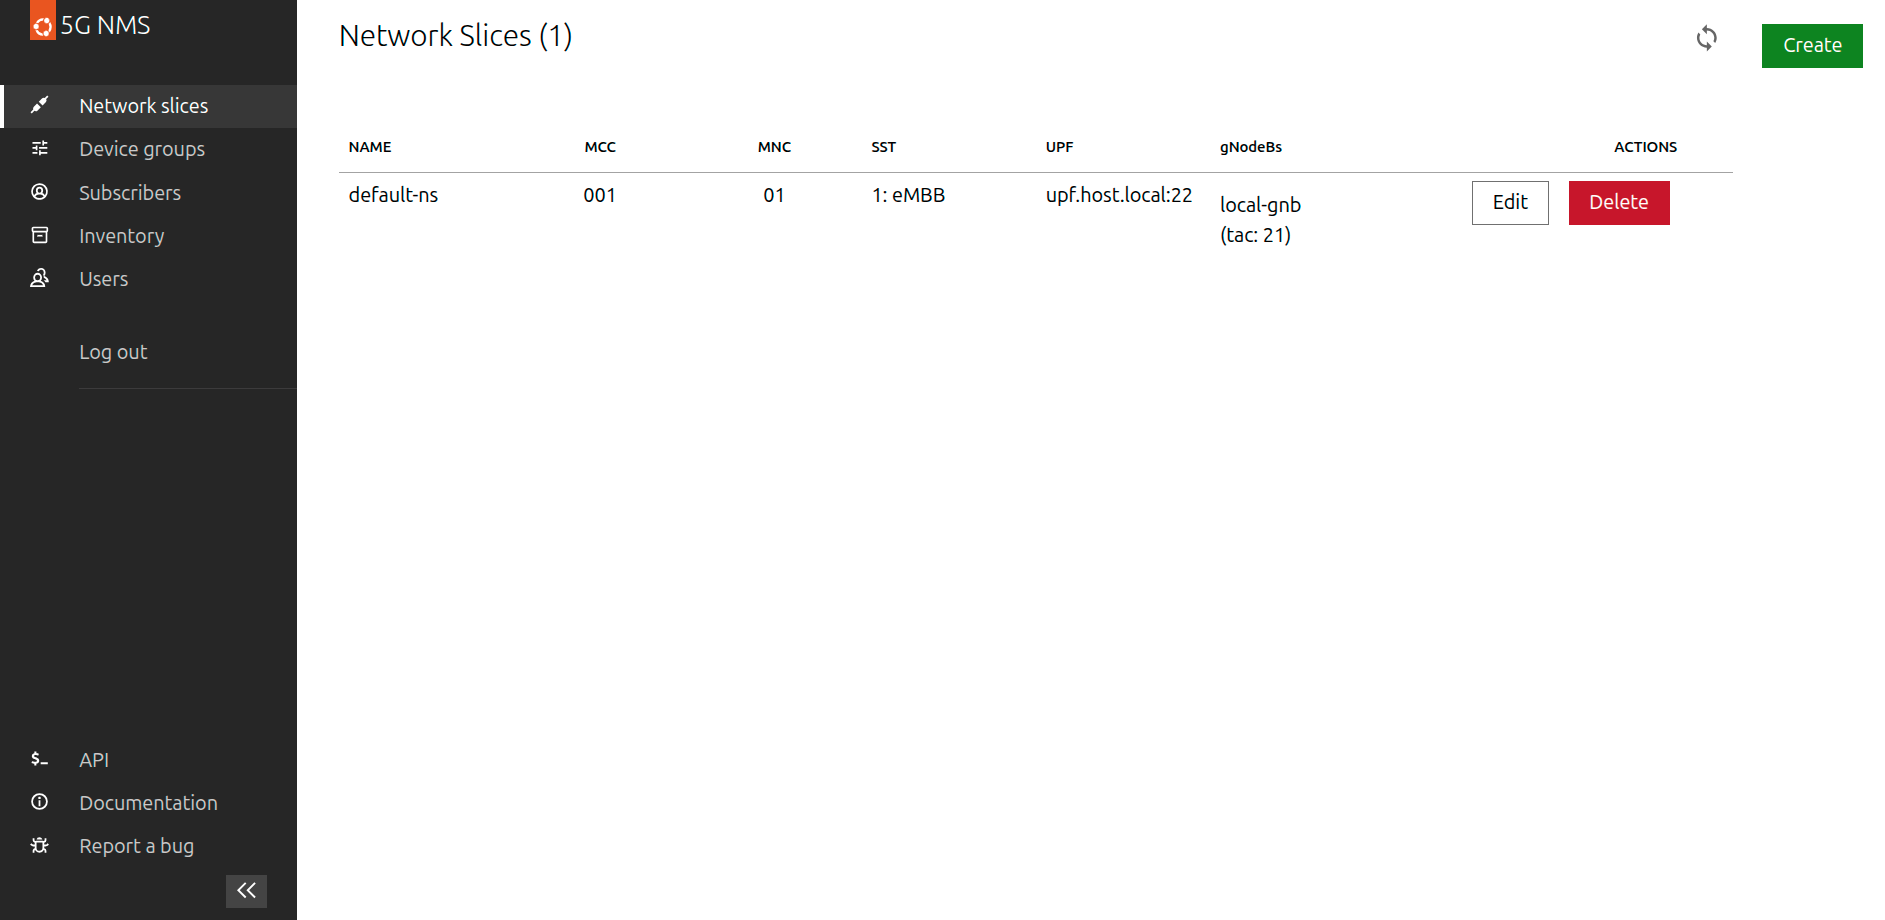 5G NMS
Network slices
Device groups
Subscribers
Inventory
Users
Log out
API
Documentation
Report a bug
Network Slices (1)
Create
NAME MCC MNC SST UPF gNodeBs ACTIONS
default-ns 001 01 1: eMBB upf.host.local:22 local-gnb Edit Delete
(tac: 21)